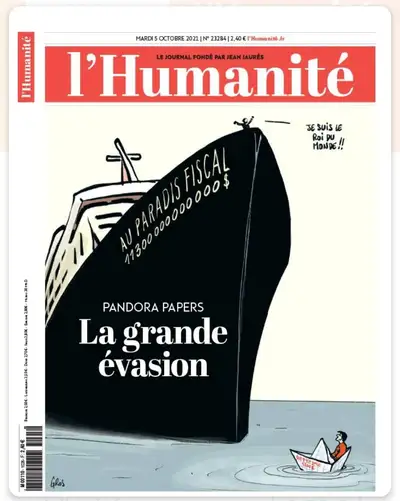 MARDI 5 OCTOBRE 2021 | N° 23284 | 2,40 € l'Humanité.fr
l'Humanité
LE JOURNAL FONDÉ PAR JEAN JAURÈS
l'Humanité
JE SUIS LE
ROI DU
MONDE!!
AU PARADIS FISCAL
11300000000000$
PANDORA PAPERS
La grande
évasion